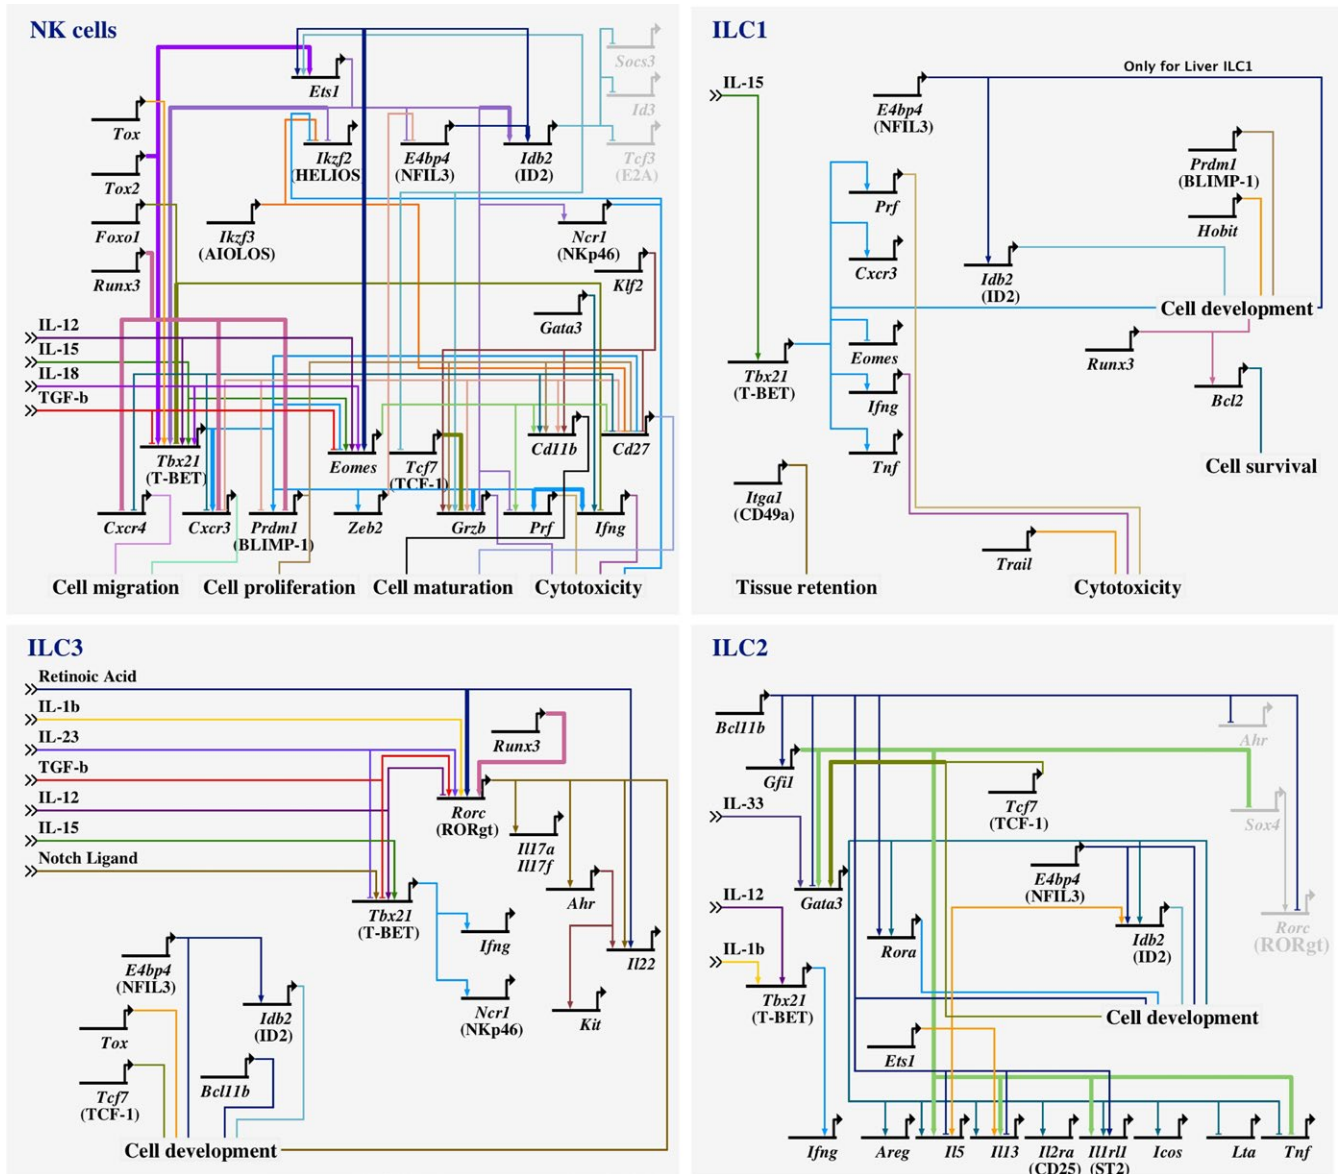 NK cells
Socs3
Ets1
Id3
Tox
Ikzf2
(HELIOS
E4bp4
(NFIL3)
Idb2
(ID2)
Tcf3
(E2A)
Tox2
Foxo1
Ikzf3
(AIOLOS)
Ncr1
(NKp46)
Runx3
Klf2
Gata3
IL-12
IL-15
IL-18
TGF-b
Tbx21
(T-BET)
Eomes
Tcf7
(TCF-1)
Cd11b
Cd27
Cxcr4
Cxcr3
Prdm1
(BLIMP-1)
Zeb2
Grzb
Prf
Ifng
Cell migration
Cell proliferation
Cell maturation
Cytotoxicity
ILC1
Only for Liver ILC1
IL-15
E4bp4
(NFIL3)
Prdm1
(BLIMP-1)
Prf
Hobit
Cxcr3
Idb2
(ID2)
Cell development
Eomes
Runx3
Tbx21
(T-BET)
Ifng
Bcl2
Tnf
Cell survival
Itga1
(CD49a)
Trail
Tissue retention
Cytotoxicity
ILC3
Retinoic Acid
IL-1b
IL-23
Runx3
TGF-b
IL-12
Rorc
(RORgt)
IL-15
Il17a
Il17f
Notch Ligand
Ahr
Tbx21
(T-BET)
Ifng
Il22
E4bp4
(NFIL3)
Idb2
(ID2)
Ncr1
(NKp46)
Kit
Tox
Tcf7
(TCF-1)
Bcl11b
Cell development
ILC2
Bcl11b
Ahr
Gfi1
IL-33
Tcf7
(TCF-1)
Sox4
E4bp4
(NFIL3)
Gata3
IL-12
Rorc
(RORgt)
Rora
Idb2
(ID2)
IL-1b
Tbx21
(T-BET)
Cell development
Ets1
Ifng
Areg
Il5
Il13
Il2ra
(CD25)
Il1rl1
(ST2)
Icos
Lta
Tnf